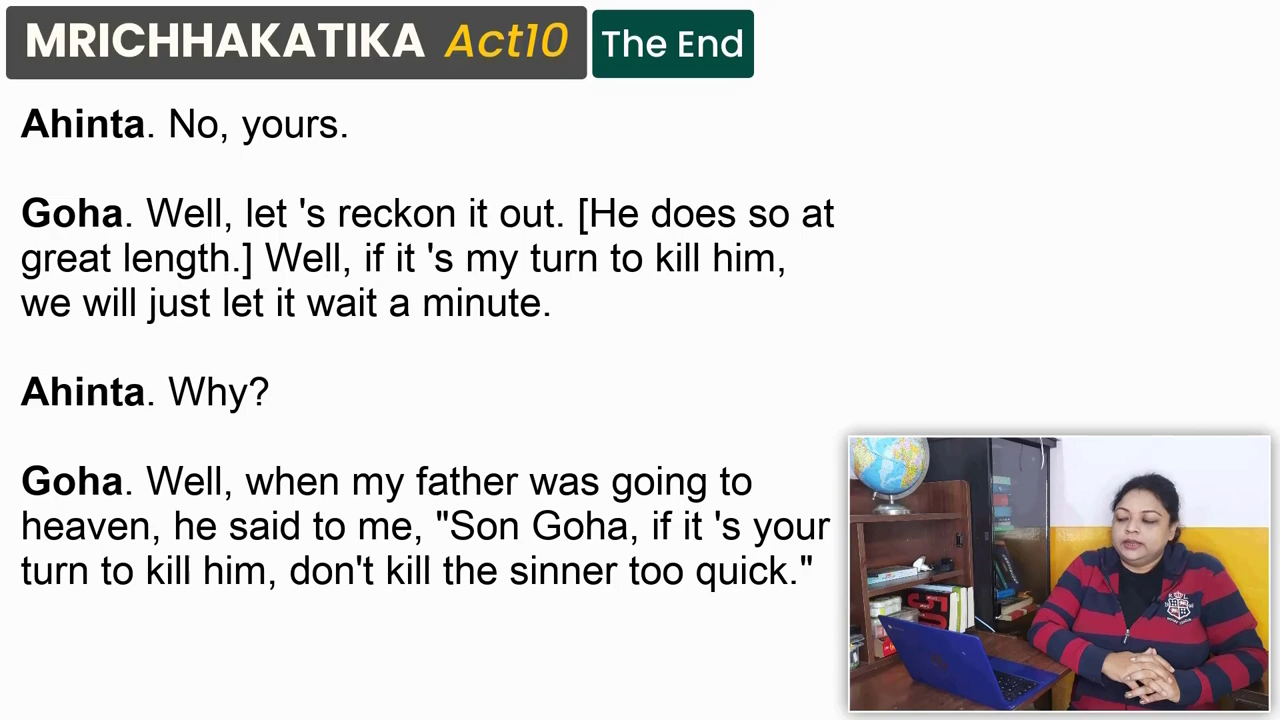 MRICHHAKATIKA Act10 The End
Ahinta. No, yours.
Goha. Well, let 's reckon it out. [He does so at
great length.] Well, if it 's my turn to kill him,
we will just let it wait a minute.
Ahinta. Why?
Goha. Well, when my father was going to
heaven, he said to me, "Son Goha, if it 's your
turn to kill him, don't kill the sinner too quick."